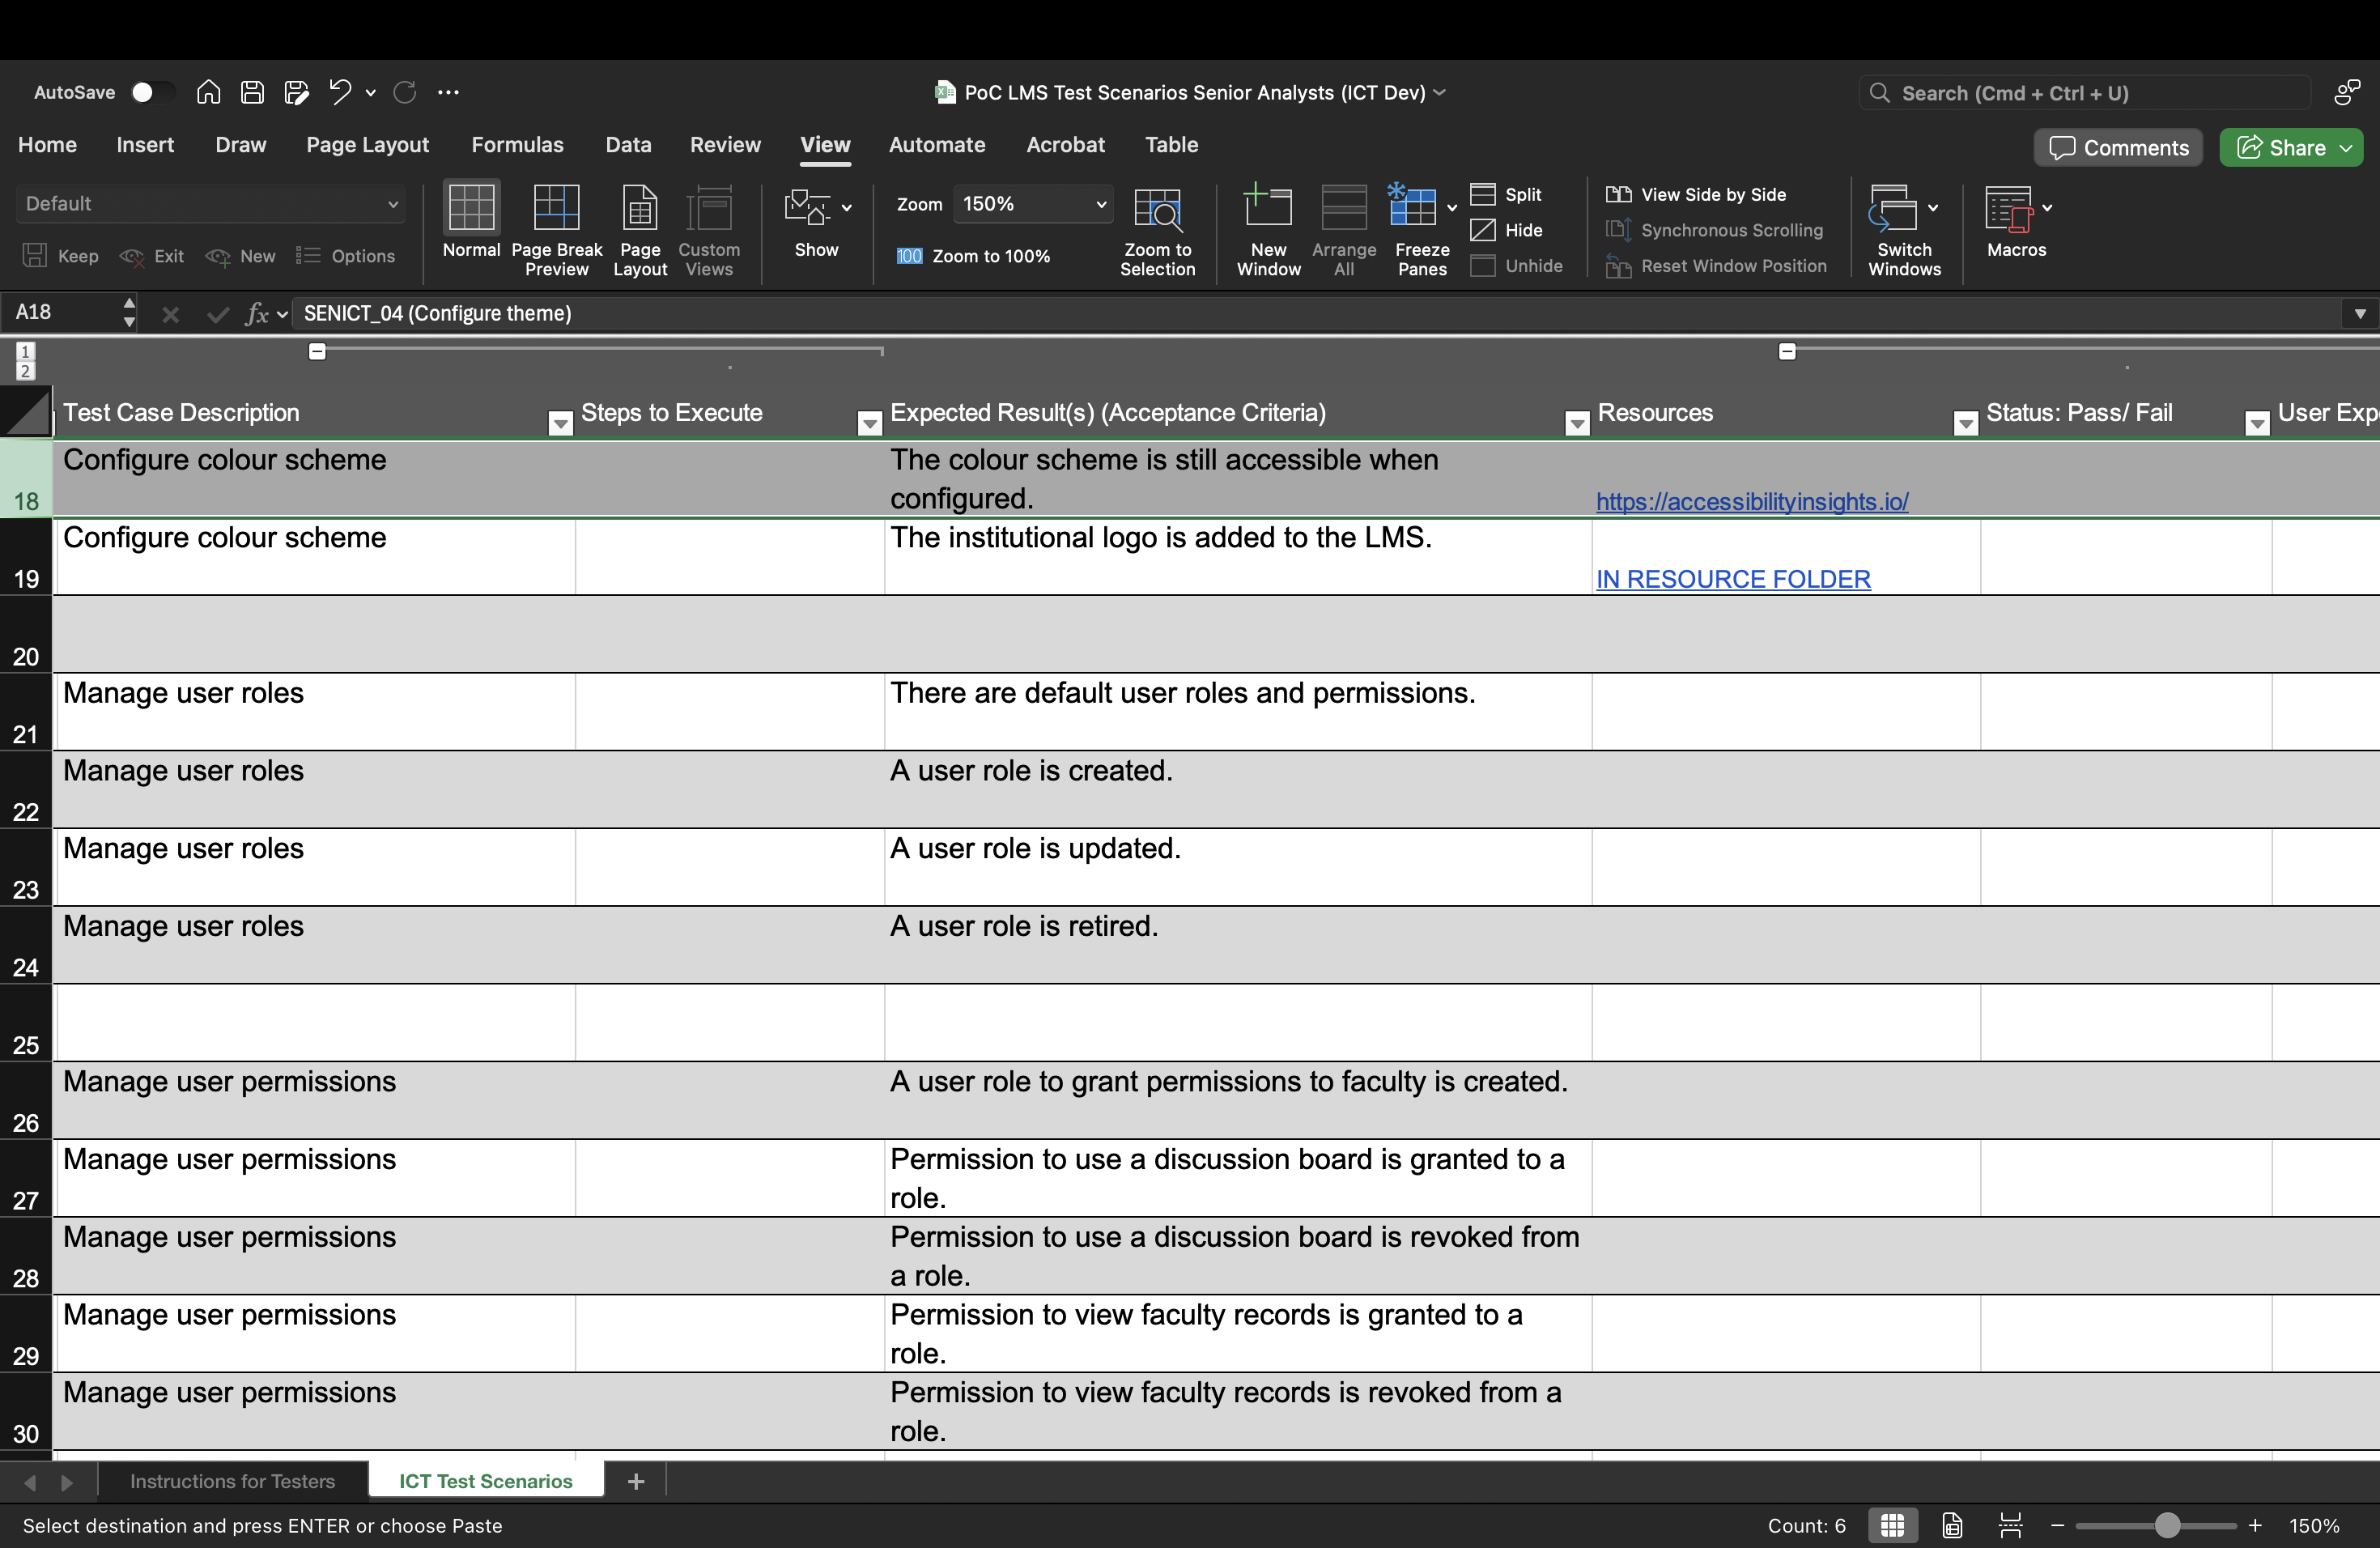 AutoSave
PoC LMS Test Scenarios Senior Analysts (ICT Dev)
Search (Cmd + Ctrl + U)
Home Insert Draw Page Layout Formulas Data Review View Automate Acrobat Table
Comments Share
Default
Keep Exit New Options
Normal
Page Break Preview
Page Layout
Custom Views
Show
Zoom 150%
100 Zoom to 100%
Zoom to Selection
New Window
Arrange All
Freeze Panes
Split
Hide
Unhide
View Side by Side
Synchronous Scrolling
Reset Window Position
Switch Windows
Macros
A18 fx SENICT_04 (Configure theme)
1
2
Test Case Description Steps to Execute Expected Result(s) (Acceptance Criteria) Resources Status: Pass/ Fail User Exp
18 Configure colour scheme The colour scheme is still accessible when
configured. https://accessibilityinsights.io/
19 Configure colour scheme The institutional logo is added to the LMS.
IN RESOURCE FOLDER
20
21 Manage user roles There are default user roles and permissions.
22 Manage user roles A user role is created.
23 Manage user roles A user role is updated.
24 Manage user roles A user role is retired.
25
26 Manage user permissions A user role to grant permissions to faculty is created.
27 Manage user permissions Permission to use a discussion board is granted to a
role.
28 Manage user permissions Permission to use a discussion board is revoked from
a role.
29 Manage user permissions Permission to view faculty records is granted to a
role.
30 Manage user permissions Permission to view faculty records is revoked from a
role.
Instructions for Testers ICT Test Scenarios
Select destination and press ENTER or choose Paste Count: 6 150%